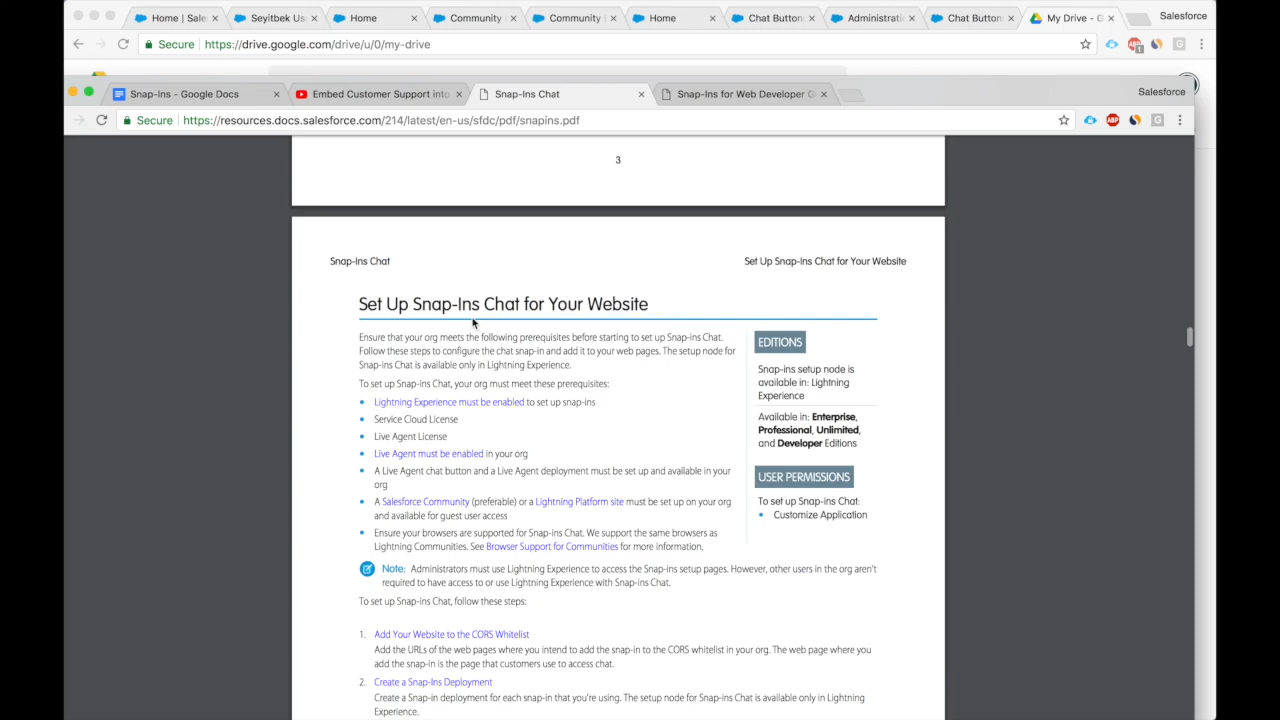 Home | Sale
Seyitbek Us
Home
Community
Community
Home
Chat Button
Administrati
Chat Button
My Drive - G
Salesforce
Secure
https://drive.google.com/drive/u/0/my-drive
Snap-Ins - Google Docs
Embed Customer Support into
Snap-Ins Chat
Snap-Ins for Web Developer G
Salesforce
Secure
https://resources.docs.salesforce.com/214/latest/en-us/sfdc/pdf/snapins.pdf
3
Snap-Ins Chat
Set Up Snap-Ins Chat for Your Website
Set Up Snap-Ins Chat for Your Website
Ensure that your org meets the following prerequisites before starting to set up Snap-ins Chat.
Follow these steps to configure the chat snap-in and add it to your web pages. The setup node for
Snap-ins Chat is available only in Lightning Experience.
To set up Snap-ins Chat, your org must meet these prerequisites:
• Lightning Experience must be enabled to set up snap-ins
• Service Cloud License
• Live Agent License
• Live Agent must be enabled in your org
• A Live Agent chat button and a Live Agent deployment must be set up and available in your
org
• A Salesforce Community (preferable) or a Lightning Platform site must be set up on your org
and available for guest user access
• Ensure your browsers are supported for Snap-ins Chat. We support the same browsers as
Lightning Communities. See Browser Support for Communities for more information.
EDITIONS
Snap-ins setup node is
available in: Lightning
Experience
Available in: Enterprise,
Professional, Unlimited,
and Developer Editions
USER PERMISSIONS
To set up Snap-ins Chat:
• Customize Application
Note: Administrators must use Lightning Experience to access the Snap-ins setup pages. However, other users in the org aren't
required to have access to or use Lightning Experience with Snap-ins Chat.
To set up Snap-ins Chat, follow these steps:
1. Add Your Website to the CORS Whitelist
Add the URLs of the web pages where you intend to add the snap-in to the CORS whitelist in your org. The web page where you
add the snap-in is the page that customers use to access chat.
2. Create a Snap-Ins Deployment
Create a Snap-in deployment for each snap-in that you're using. The setup node for Snap-ins Chat is available only in Lightning
Experience.